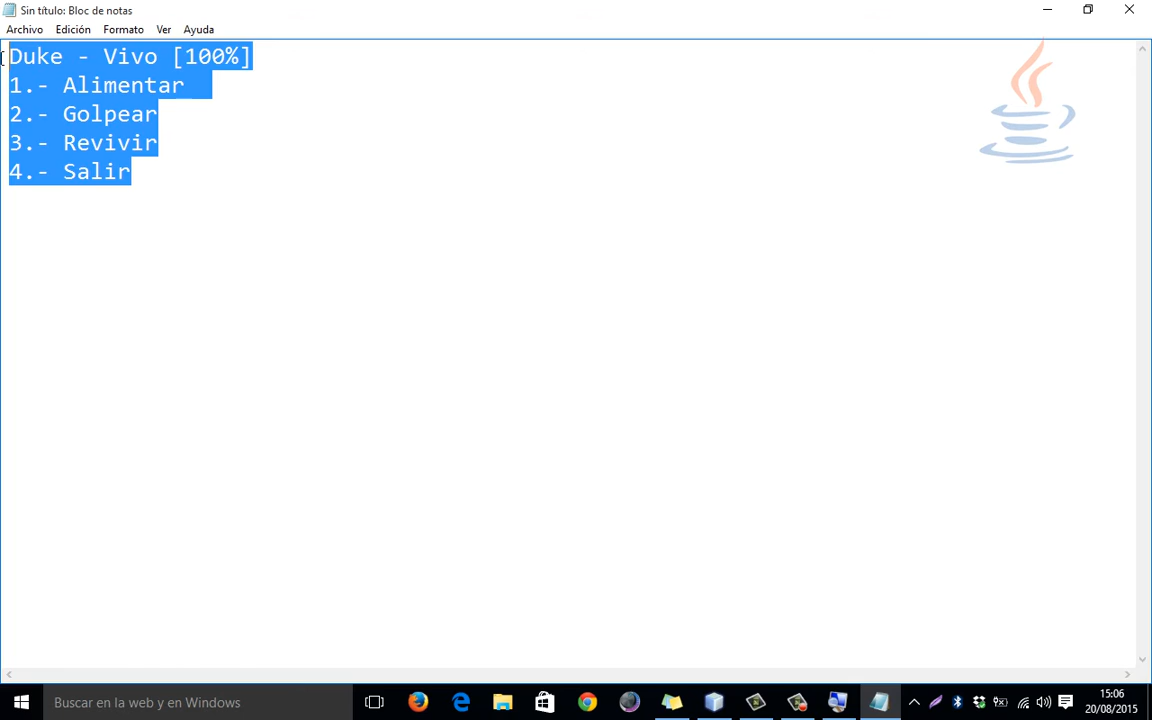 Sin título: Bloc de notas
Archivo Edición Formato Ver Ayuda
Duke - Vivo [100%]
1.- Alimentar
2.- Golpear
3.- Revivir
4.- Salir
Buscar en la web y en Windows
15:06
20/08/2015